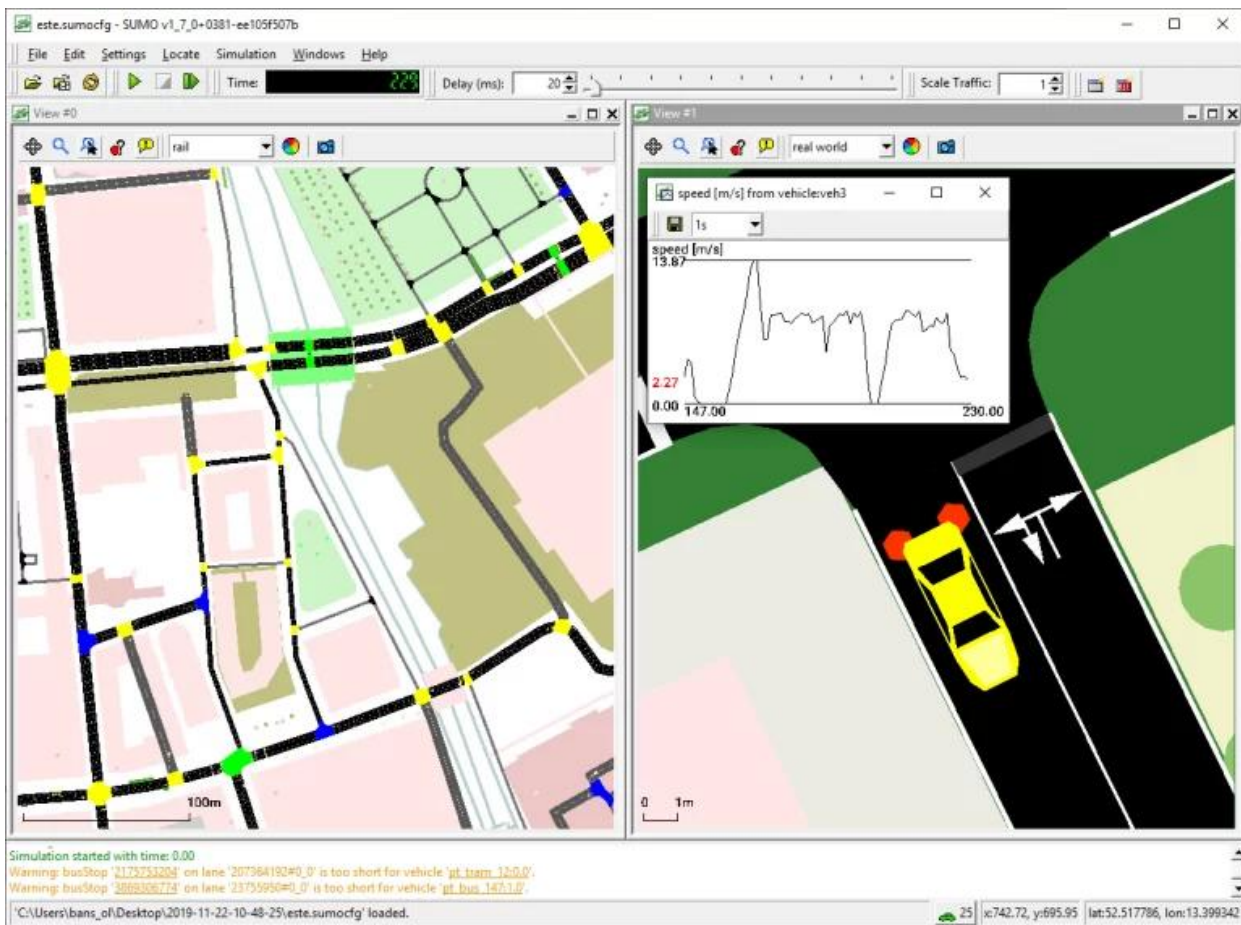 este.sumocfg - SUMO v1_7_0+0381-ee105f507b
File Edit Settings Locate Simulation Windows Help
Time: 229 Delay (ms): 20 Scale Traffic: 1
View #0
rail
100m
View #1
real world
speed [m/s] from vehicle:veh3
1s
speed [m/s]
13.87
2.27
0.00 147.00 230.00
0 1m
Simulation started with time: 0.00
Warning: busStop '2175753204' on lane '207364192#0_0' is too short for vehicle 'pt_tram_12:0.0'.
Warning: busStop '3869306774' on lane '23755950#0_0' is too short for vehicle 'pt_bus_147:1.0'.
'C:\Users\bans_ol\Desktop\2019-11-22-10-48-25\este.sumocfg' loaded. 25 x:742.72, y:695.95 lat:52.517786, lon:13.399342